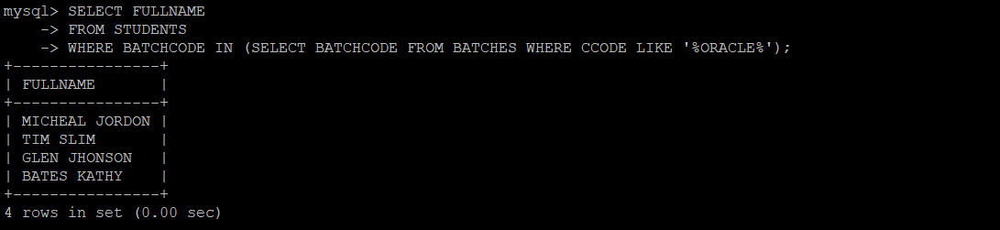 mysql> SELECT FULLNAME
    -> FROM STUDENTS
    -> WHERE BATCHCODE IN (SELECT BATCHCODE FROM BATCHES WHERE CCODE LIKE '%ORACLE%');
+----------------+
| FULLNAME       |
+----------------+
| MICHEAL JORDON |
| TIM SLIM       |
| GLEN JHONSON   |
| BATES KATHY    |
+----------------+
4 rows in set (0.00 sec)